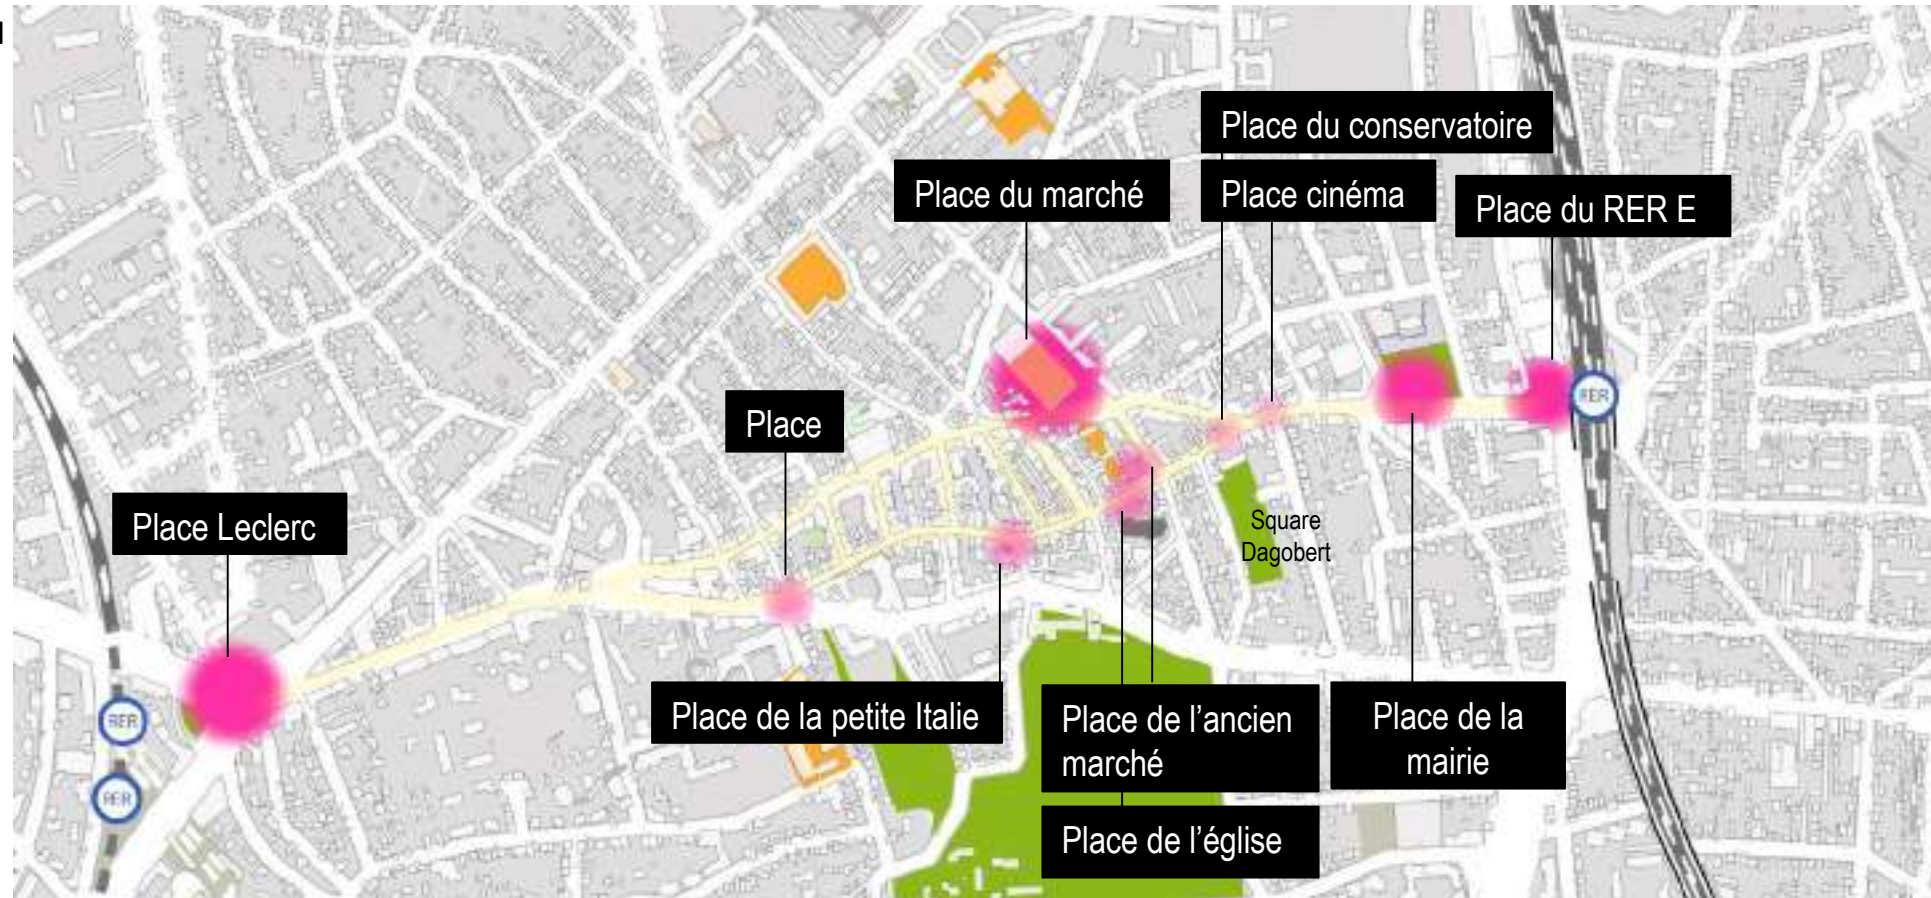 Place du conservatoire
Place du marché
Place cinéma
Place du RER E
RER
Place
Place Leclerc
Square
Dagobert
Place de la petite Italie
Place de l’ancien
marché
Place de la
mairie
RER
RER
Place de l’église